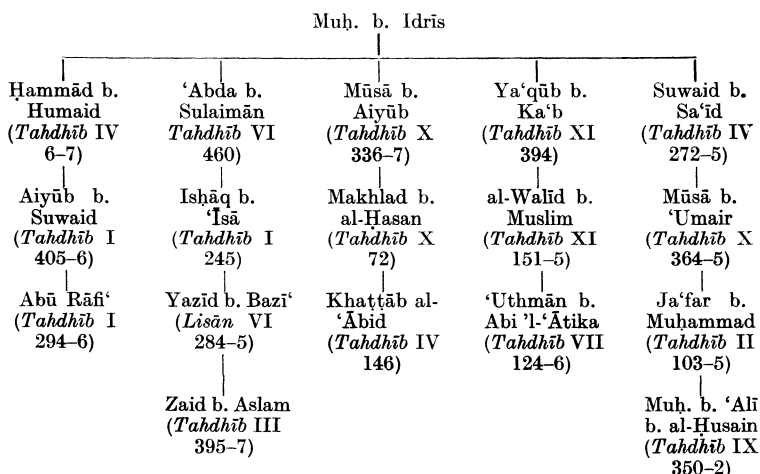 Muḥ. b. Idrīs
Ḥammād b.
Humaid
(Tahdhīb IV
6–7)
‘Abda b.
Sulaimān
Tahdhīb VI
460)
Mūsā b.
Aiyūb
(Tahdhīb X
336–7)
Ya‘qūb b.
Ka‘b
(Tahdhīb XI
394)
Suwaid b.
Sa‘īd
(Tahdhīb IV
272–5)
Aiyūb b.
Suwaid
(Tahdhīb I
405–6)
Isḥāq b.
‘Īsā
(Tahdhīb I
245)
Makhlad b.
al-Ḥasan
(Tahdhīb X
72)
al-Walīd b.
Muslim
(Tahdhīb XI
151–5)
Mūsā b.
‘Umair
(Tahdhīb X
364–5)
Abū Rāfi‘
(Tahdhīb I
294–6)
Yazīd b. Bazī‘
(Lisān VI
284–5)
Khaṭṭāb al-
‘Ābid
(Tahdhīb IV
146)
‘Uthmān b.
Abi ’l-‘Ātika
(Tahdhīb VII
124–6)
Ja‘far b.
Muḥammad
(Tahdhīb II
103–5)
Zaid b. Aslam
(Tahdhīb III
395–7)
Muḥ. b. ‘Alī
b. al-Ḥusain
(Tahdhīb IX
350–2)